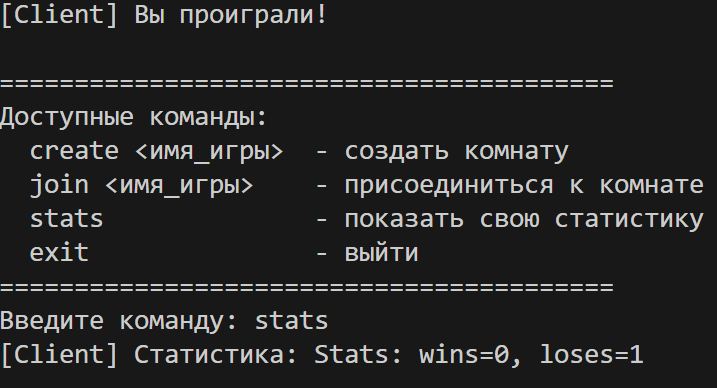 [Client] Вы проиграли!
=========================================
Доступные команды:
create <имя_игры> - создать комнату
join <имя_игры> - присоединиться к комнате
stats - показать свою статистику
exit - выйти
=========================================
Введите команду: stats
[Client] Статистика: Stats: wins=0, loses=1